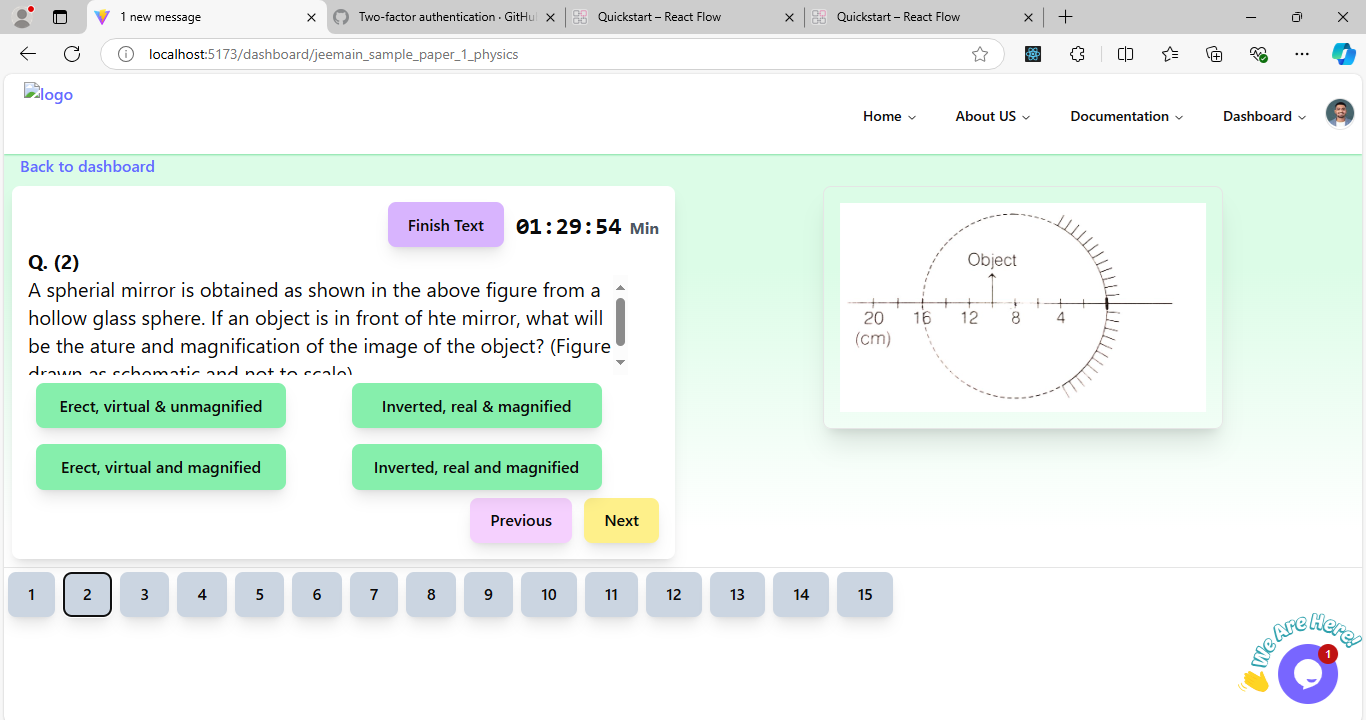 1 new message
Two-factor authentication · GitHu
Quickstart – React Flow
Quickstart – React Flow
localhost:5173/dashboard/jeemain_sample_paper_1_physics
logo
Home
About US
Documentation
Dashboard
Back to dashboard
Finish Text
01:29:54 Min
Q. (2)
A spherial mirror is obtained as shown in the above figure from a
hollow glass sphere. If an object is in front of hte mirror, what will
be the ature and magnification of the image of the object? (Figure
drawn as schematic and not to scale)
Erect, virtual & unmagnified
Inverted, real & magnified
Erect, virtual and magnified
Inverted, real and magnified
Previous
Next
Object
20 16 12 8 4
(cm)
1 2 3 4 5 6 7 8 9 10 11 12 13 14 15
We Are Here!
1